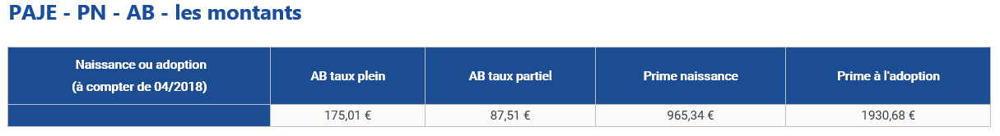 PAJE - PN - AB - les montants
Naissance ou adoption
(à compter de 04/2018)
AB taux plein
AB taux partiel
Prime naissance
Prime à l'adoption
175,01 €
87,51 €
965,34 €
1930,68 €